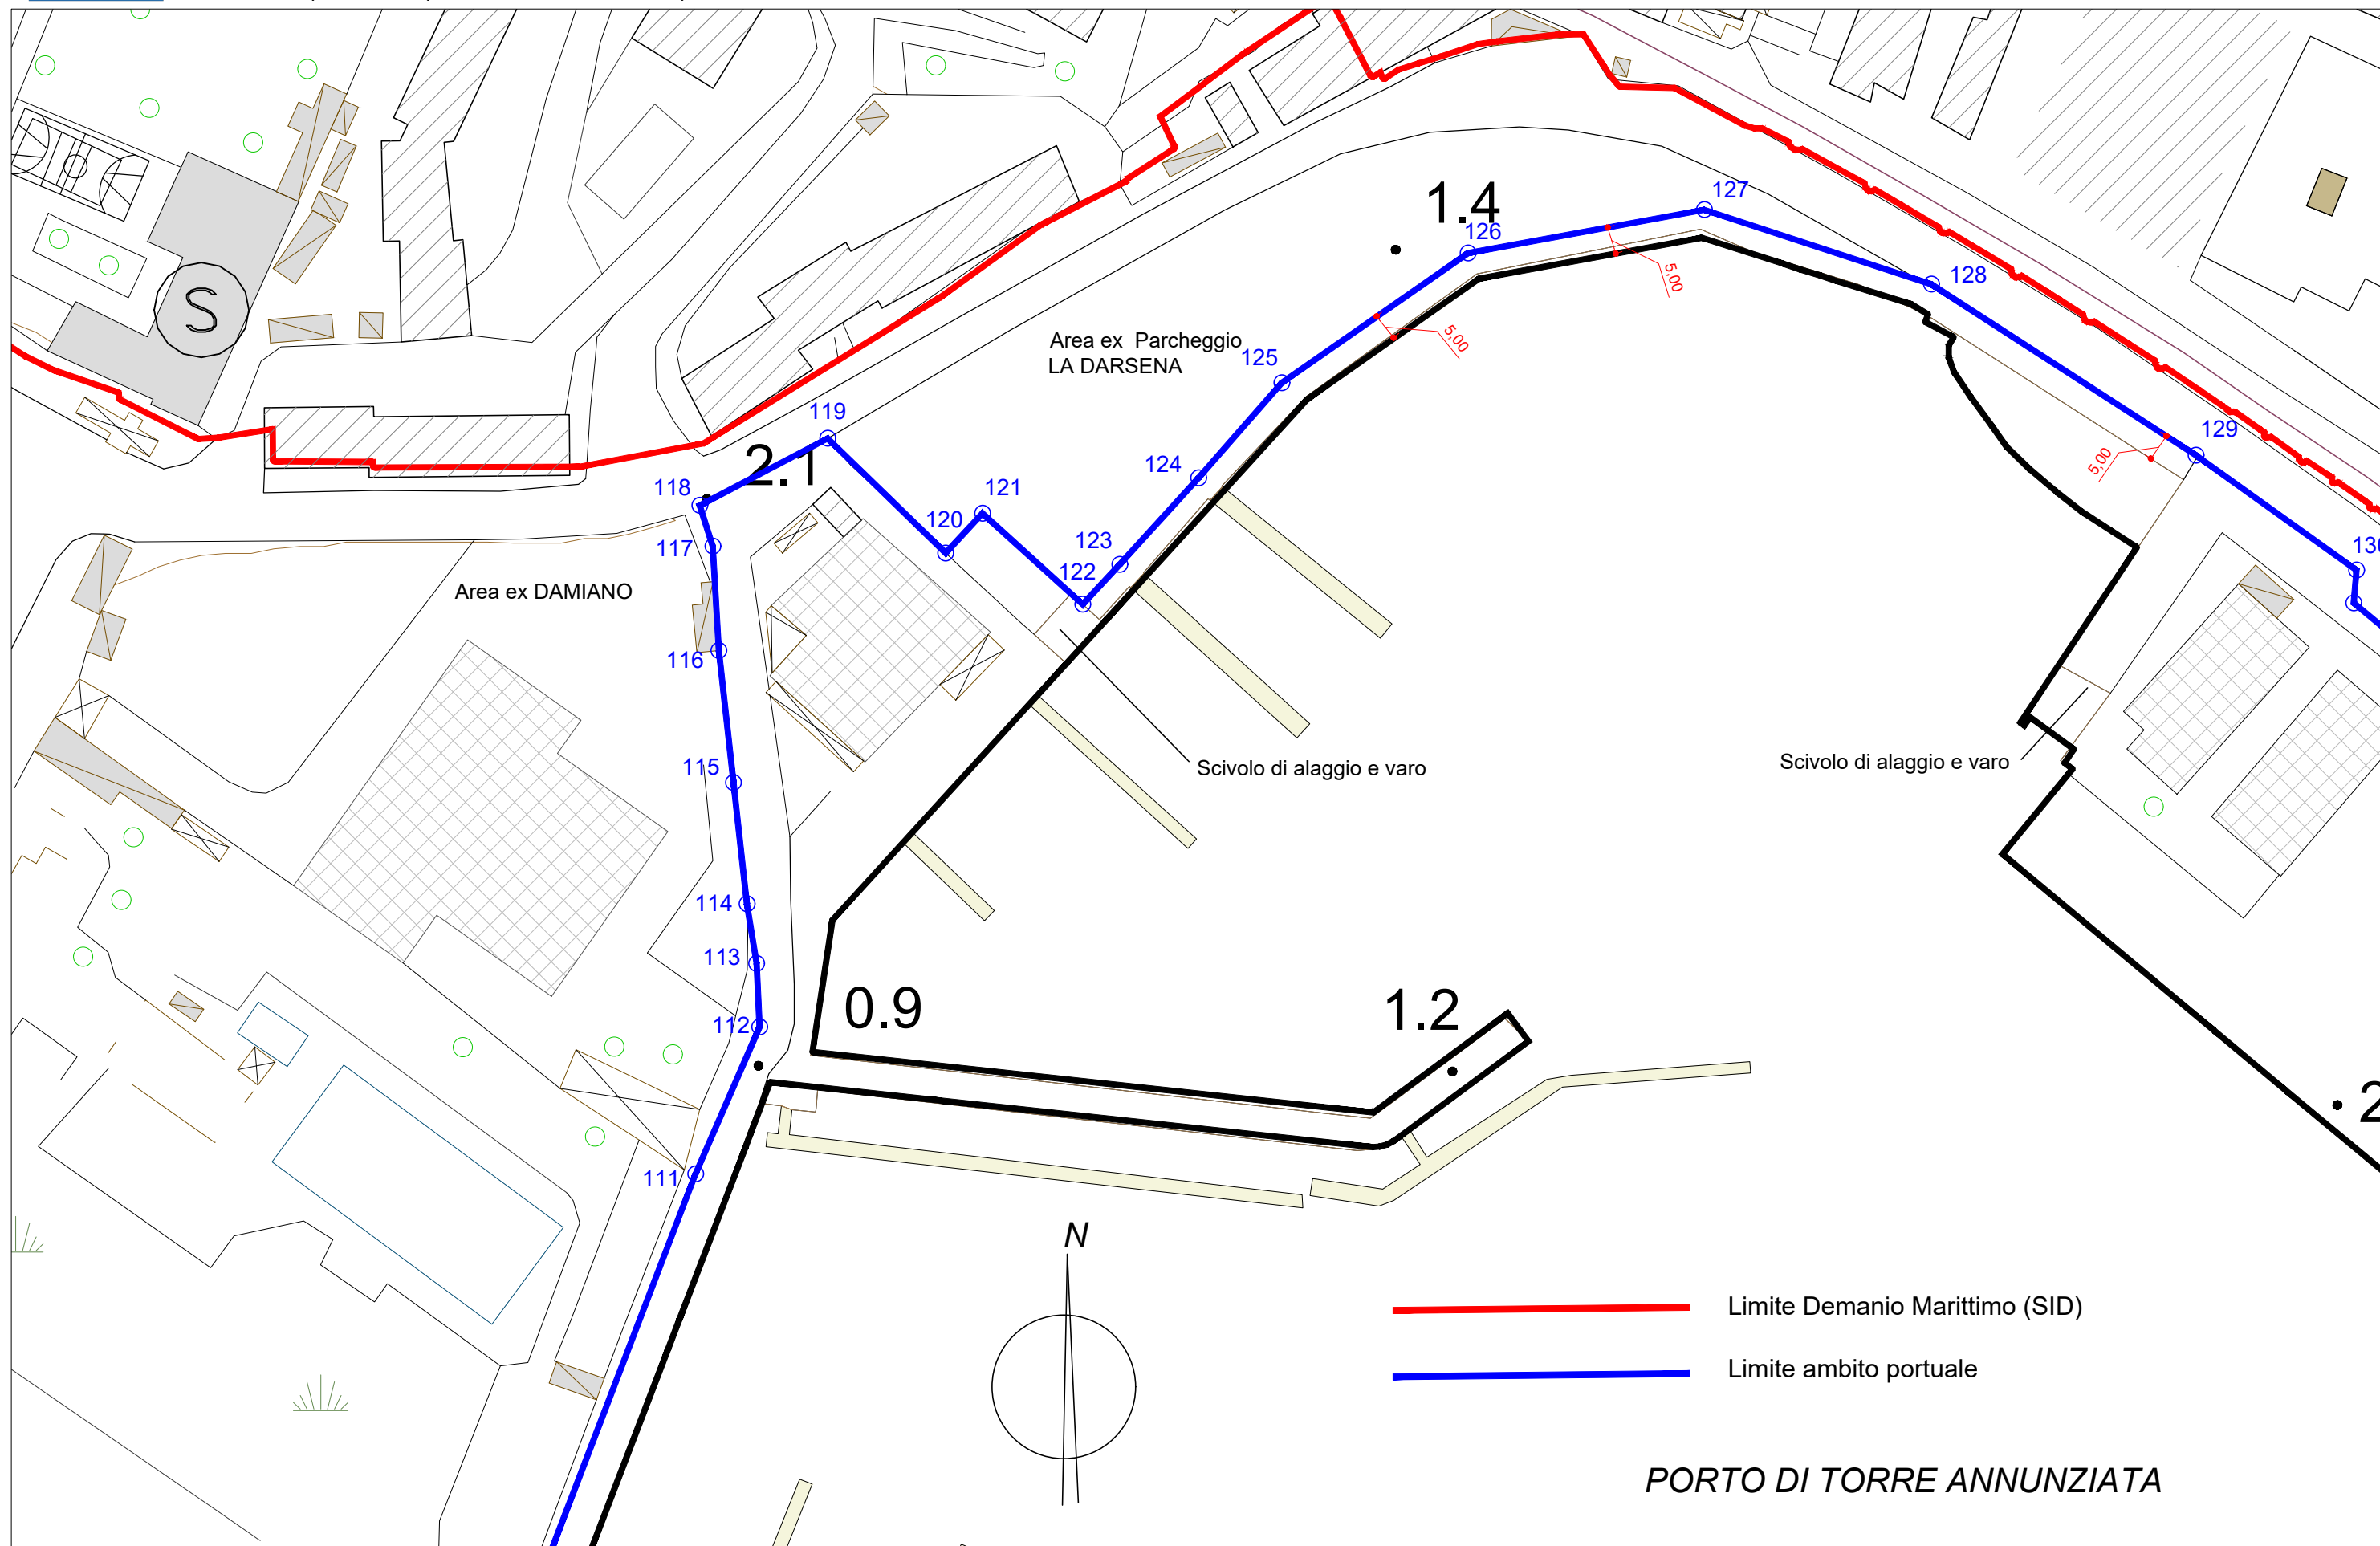 127
1.4
126
128
5,00
Area ex  Parcheggio
LA DARSENA
125
5,00
119
129
2.1
124
5,00
118
121
120
123
117
122
Area ex DAMIANO
116
115
Scivolo di alaggio e varo
Scivolo di alaggio e varo
114
113
0.9
1.2
112
111
S
N
Limite Demanio Marittimo (SID)
Limite ambito portuale
PORTO DI TORRE ANNUNZIATA